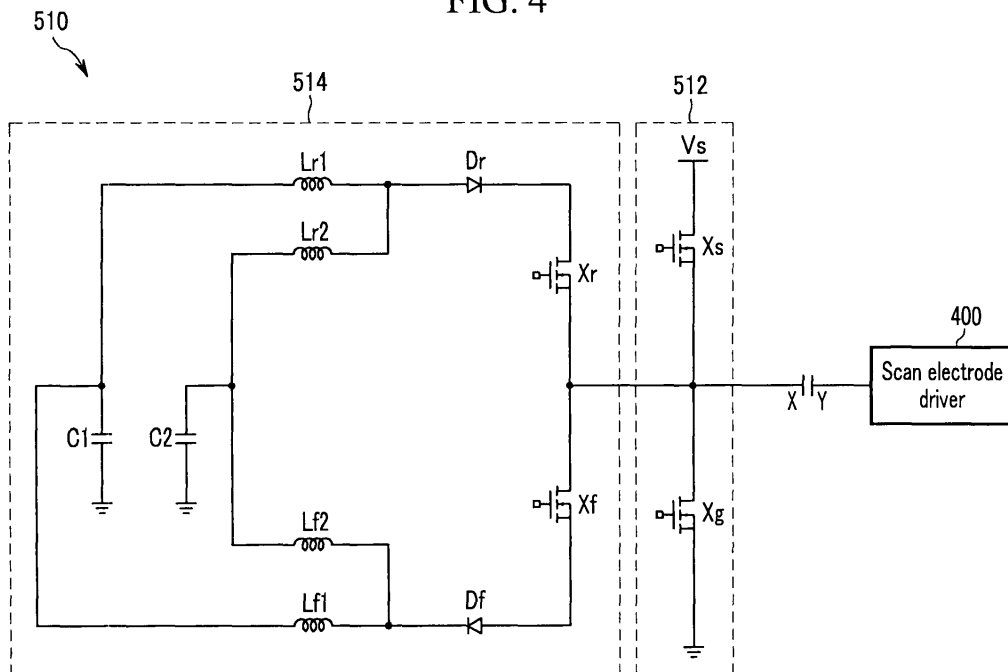 FIG. 4
510
514
512
Vs
Lr1
Dr
Lr2
Xs
Xr
400
Scan electrode
driver
X
Y
C1
C2
Xf
Xg
Lf2
Lf1
Df